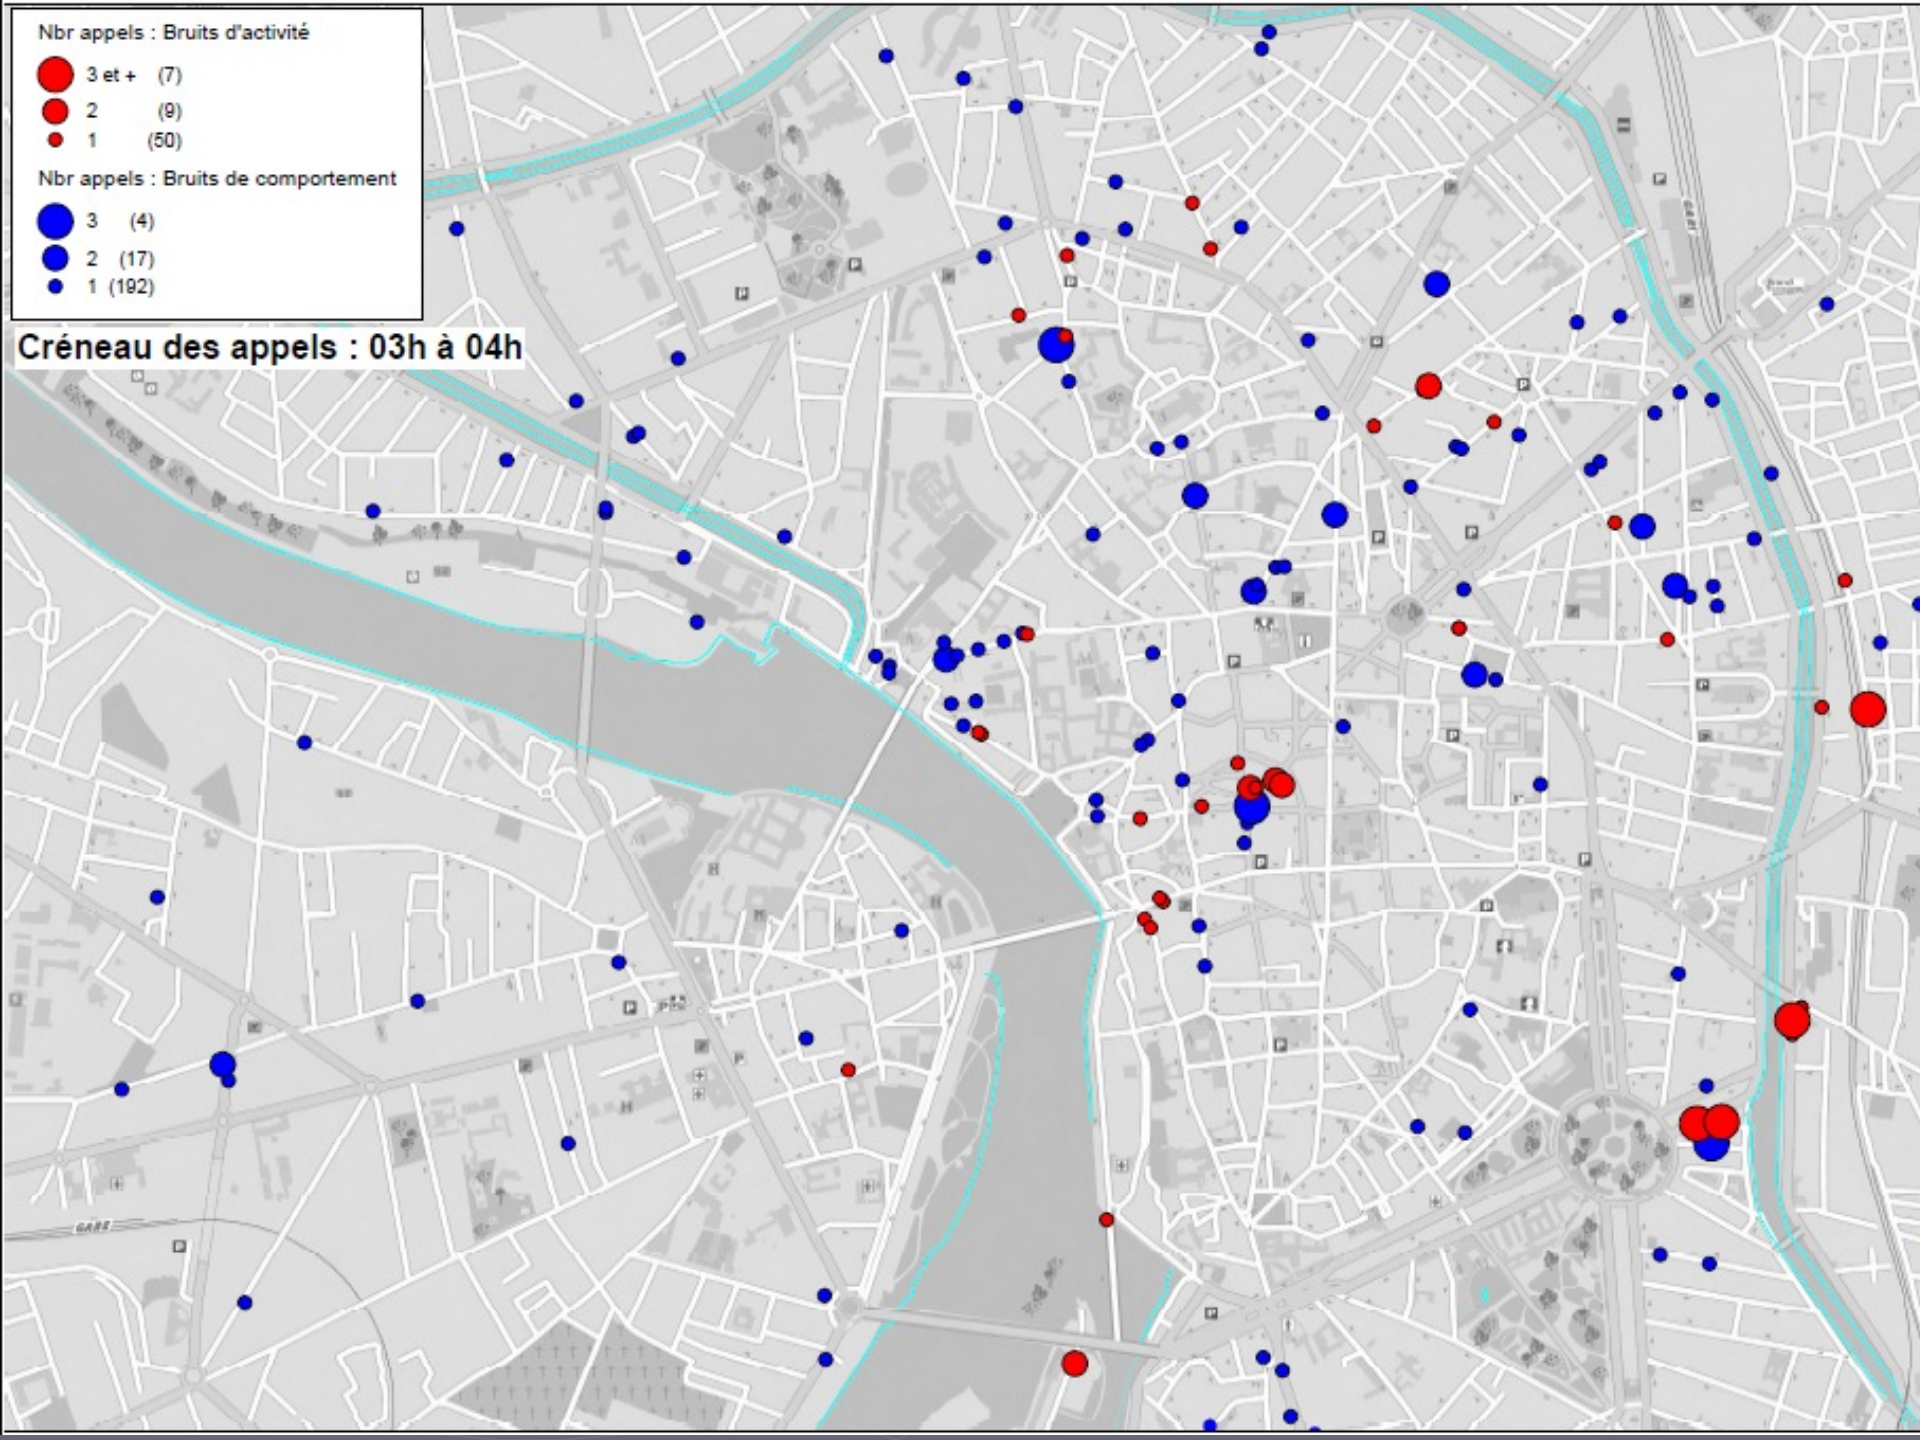 Nbr appels : Bruits d'activité
3 et + (7)
2 (9)
1 (50)
Nbr appels : Bruits de comportement
3 (4)
2 (17)
1 (192)
Créneau des appels : 03h à 04h
GARE
GARE